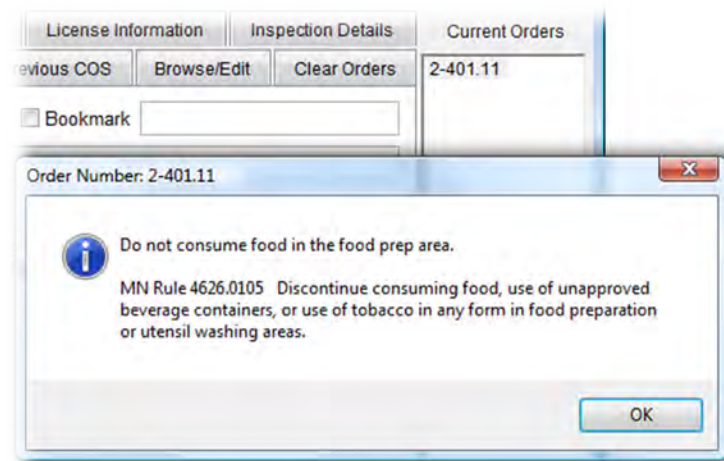 License Information Inspection Details Current Orders
evious COS Browse/Edit Clear Orders 2-401.11
Bookmark
Order Number: 2-401.11
Do not consume food in the food prep area.
MN Rule 4626.0105 Discontinue consuming food, use of unapproved
beverage containers, or use of tobacco in any form in food preparation
or utensil washing areas.
OK